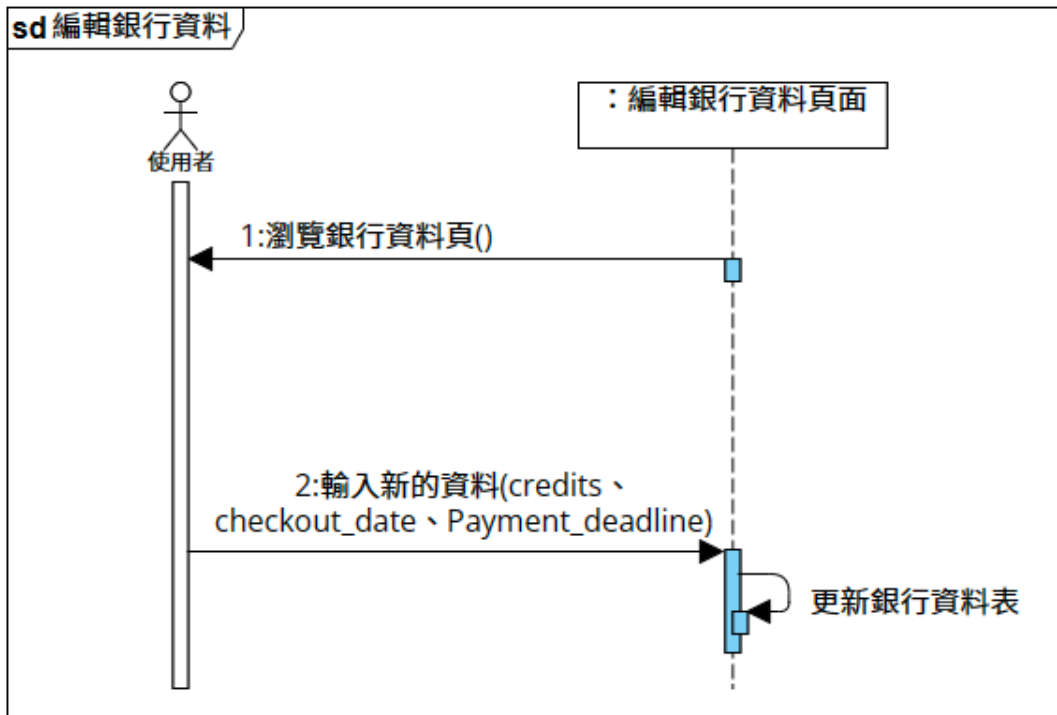 sd 編輯銀行資料
：編輯銀行資料頁面
使用者
1:瀏覽銀行資料頁()
2:輸入新的資料(credits、
checkout_date、Payment_deadline)
更新銀行資料表